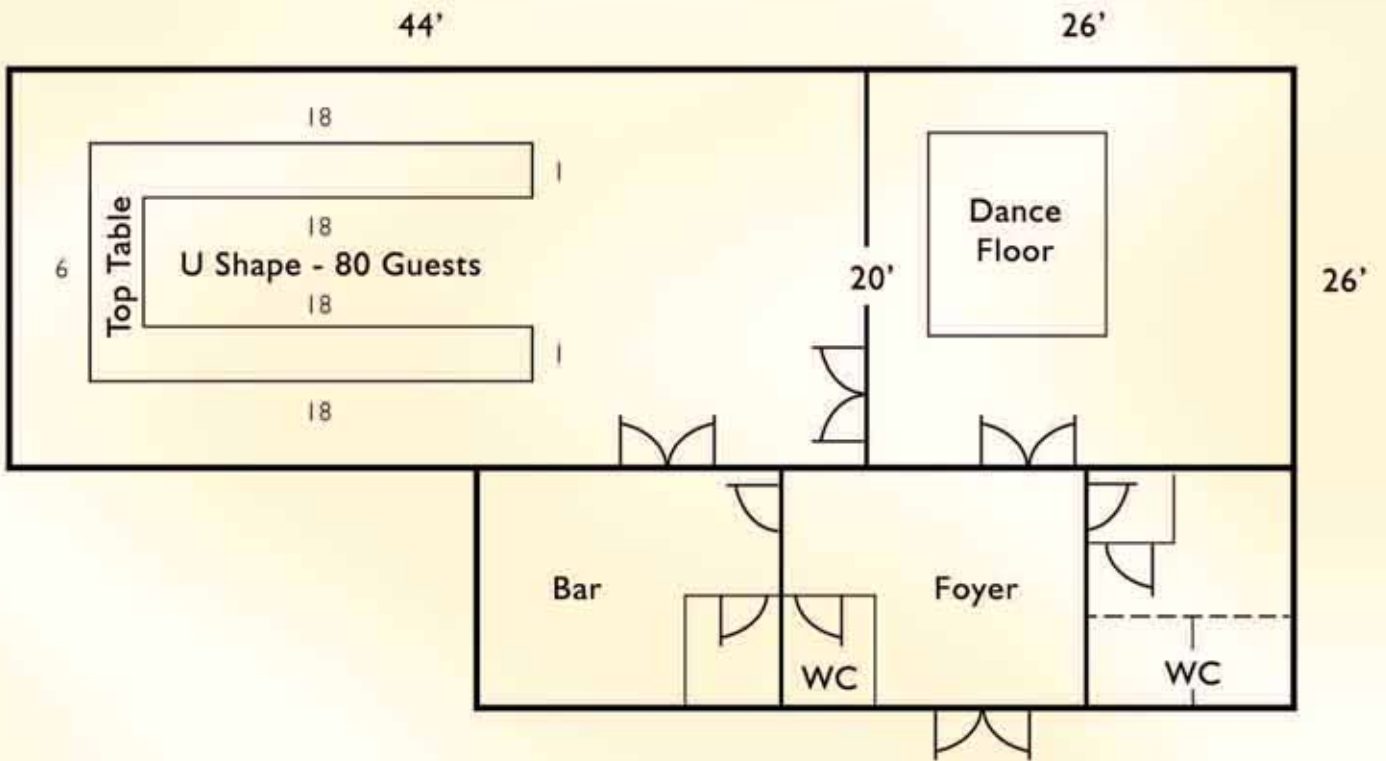 44’
26’
18
1
18
Top Table
6
U Shape - 80 Guests
18
1
18
20’
Dance
Floor
26’
Bar
Foyer
WC
WC